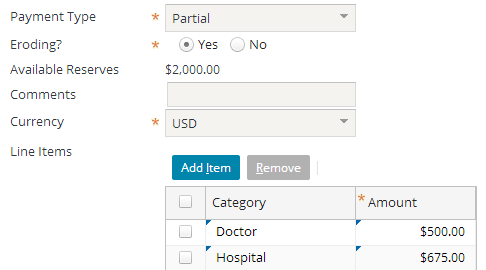 Payment Type * Partial
Eroding? * Yes No
Available Reserves $2,000.00
Comments
Currency * USD
Line Items
Add Item Remove
Category * Amount
Doctor $500.00
Hospital $675.00